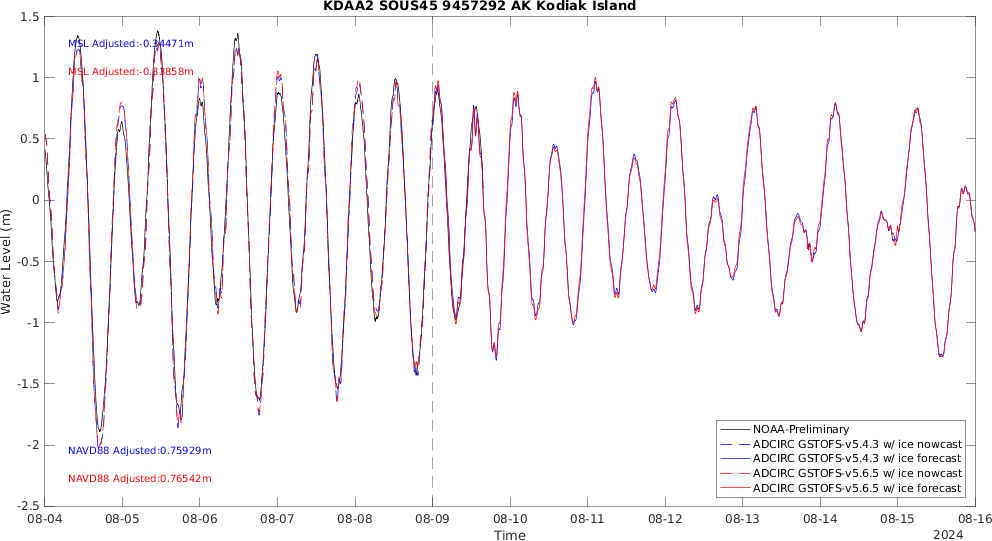 KDAA2 SOUS45 9457292 AK Kodiak Island
1.5
1
0.5
0
-0.5
-1
-1.5
-2
-2.5
Water Level (m)
MSL Adjusted:-0.34471
MSL Adjusted:-0.33858m
NAVD88 Adjusted:0.75929m
NAVD88 Adjusted:0.76542m
NOAA-Preliminary
ADCIRC GSTOFS-v5.4.3 w/ ice nowcast
ADCIRC GSTOFS-v5.4.3 w/ ice forecast
ADCIRC GSTOFS-v5.6.5 w/ ice nowcast
ADCIRC GSTOFS-v5.6.5 w/ ice forecast
08-04 08-05 08-06 08-07 08-08 08-09 08-10 08-11 08-12 08-13 08-14 08-15 08-16
Time
2024